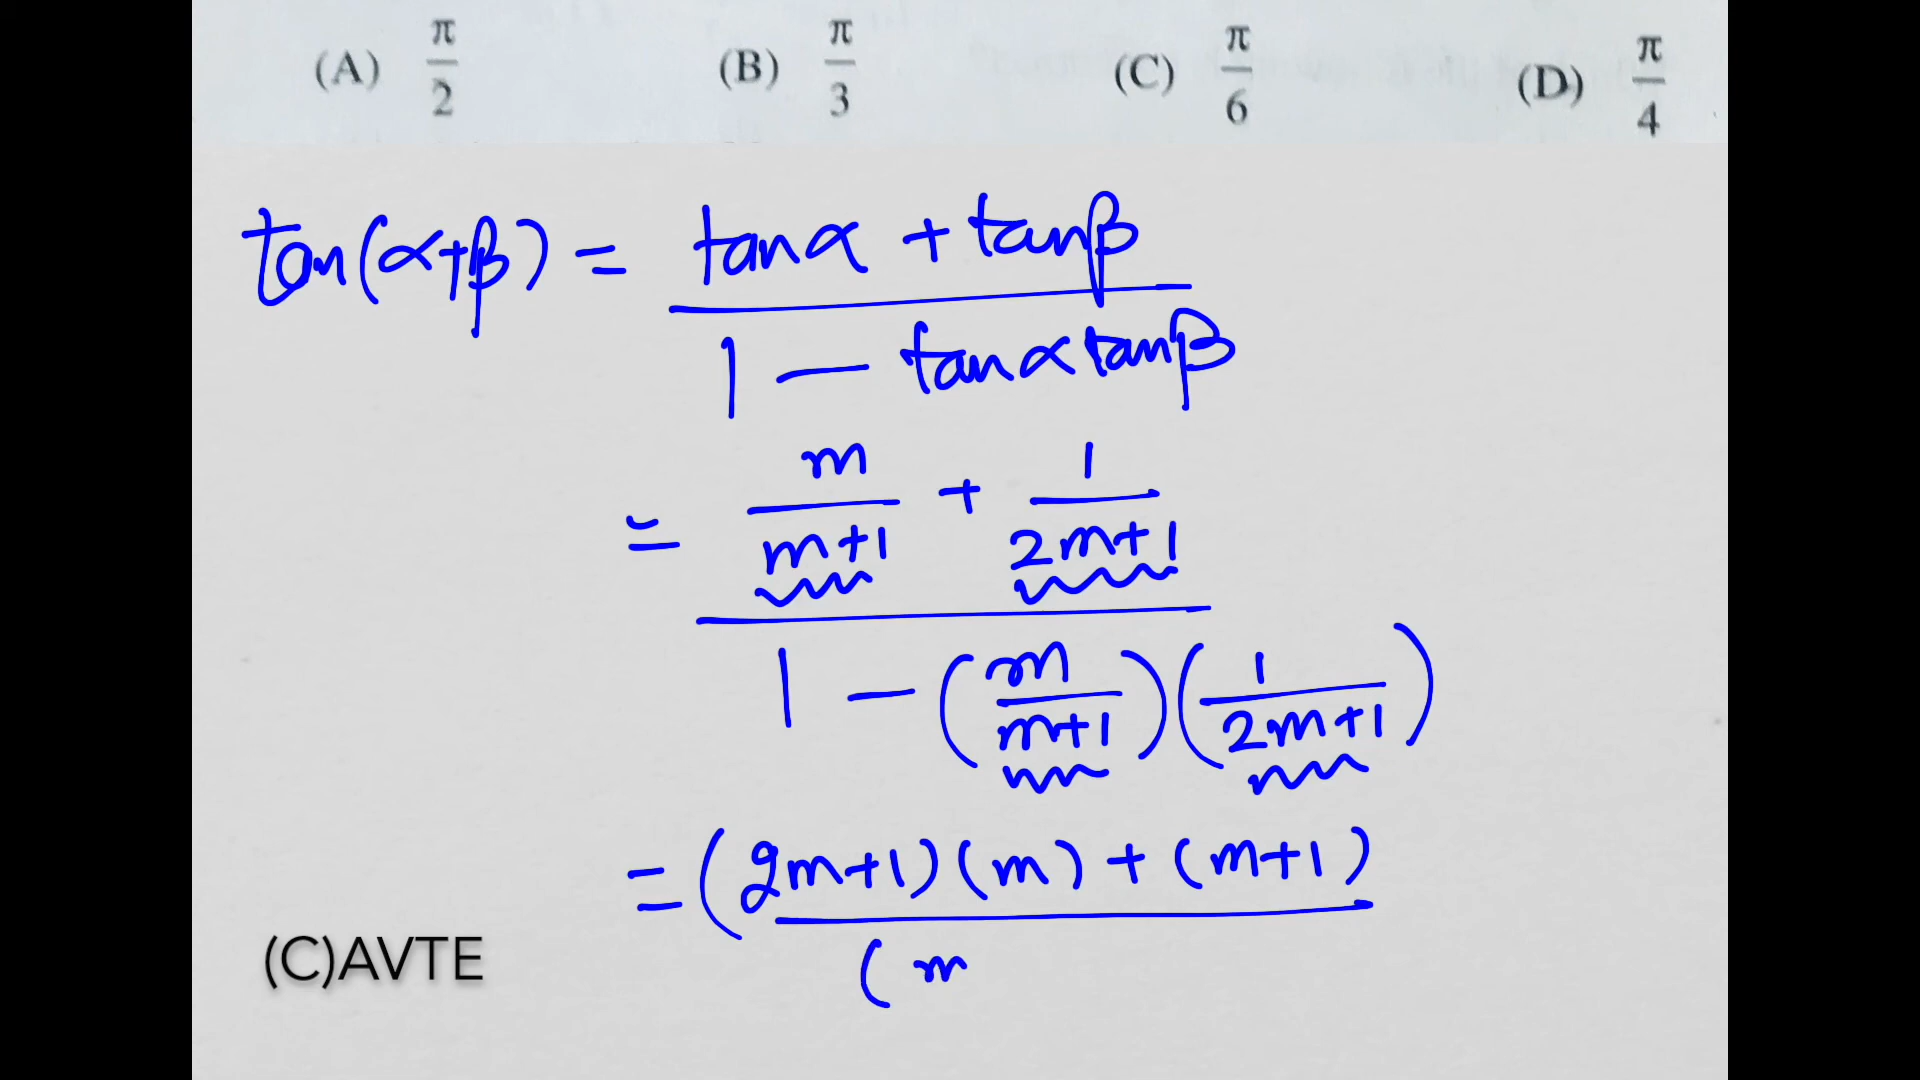 (A) π/2 (B) π/3 (C) π/6 (D) π/4
tan(α+β) = (tanα + tanβ)/(1 − tanα tanβ)
= (m/(m+1) + 1/(2m+1))/(1 − (m/(m+1))(1/(2m+1)))
= (2m+1)(m) + (m+1)
(m
(C)AVTE